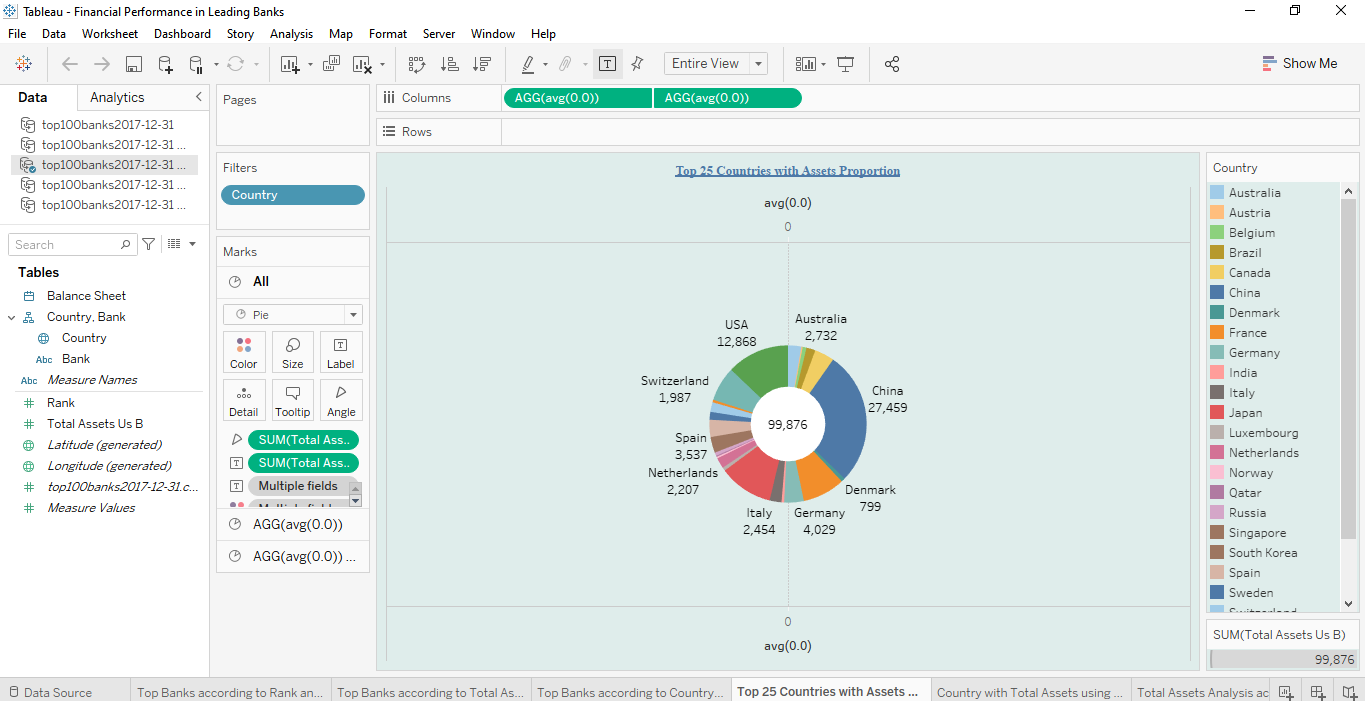 Tableau - Financial Performance in Leading Banks
File Data Worksheet Dashboard Story Analysis Map Format Server Window Help
Entire View
Show Me
Data Analytics
top100banks2017-12-31
top100banks2017-12-31 ...
top100banks2017-12-31 ...
top100banks2017-12-31 ...
top100banks2017-12-31 ...
Search
Tables
Balance Sheet
Country, Bank
Country
Abc Bank
Abc Measure Names
Rank
Total Assets Us B
Latitude (generated)
Longitude (generated)
top100banks2017-12-31.c...
Measure Values
Pages
Filters
Country
Marks
All
Pie
Color Size Label
Detail Tooltip Angle
SUM(Total Ass..
SUM(Total Ass..
Multiple fields
AGG(avg(0.0))
AGG(avg(0.0)) ...
Columns AGG(avg(0.0)) AGG(avg(0.0))
Rows
Top 25 Countries with Assets Proportion
avg(0.0)
0
USA
12,868
Australia
2,732
Switzerland
1,987
China
27,459
99,876
Spain
3,537
Netherlands
2,207
Denmark
799
Italy
2,454
Germany
4,029
0
avg(0.0)
Country
Australia
Austria
Belgium
Brazil
Canada
China
Denmark
France
Germany
India
Italy
Japan
Luxembourg
Netherlands
Norway
Qatar
Russia
Singapore
South Korea
Spain
Sweden
Switzerland
SUM(Total Assets Us B)
99,876
Data Source Top Banks according to Rank an... Top Banks according to Total As... Top Banks according to Country... Top 25 Countries with Assets ... Country with Total Assets using ... Total Assets Analysis ac